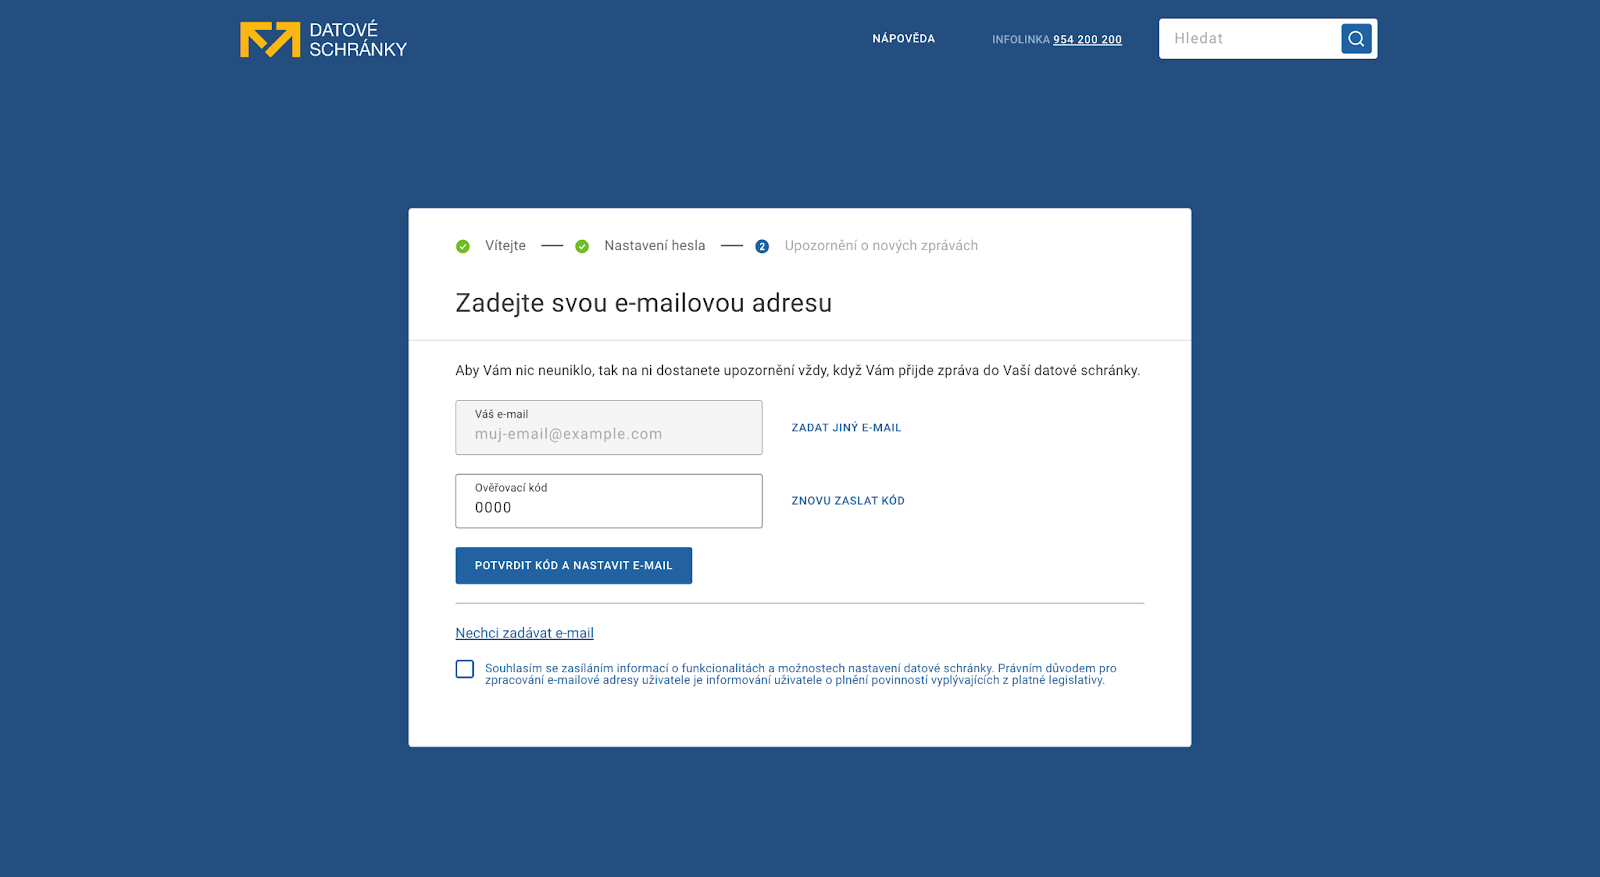 DATOVÉ
SCHRÁNKY
NÁPOVĚDA
INFOLINKA 954 200 200
Hledat
Vítejte
Nastavení hesla
2
Upozornění o nových zprávách
Zadejte svou e-mailovou adresu
Aby Vám nic neuniklo, tak na ni dostanete upozornění vždy, když Vám přijde zpráva do Vaší datové schránky.
Váš e-mail
muj-email@example.com
ZADAT JINÝ E-MAIL
Ověřovací kód
0000
ZNOVU ZASLAT KÓD
POTVRDIT KÓD A NASTAVIT E-MAIL
Nechci zadávat e-mail
Souhlasím se zasíláním informací o funkcionalitách a možnostech nastavení datové schránky. Právním důvodem pro
zpracování e-mailové adresy uživatele je informování uživatele o plnění povinností vyplývajících z platné legislativy.